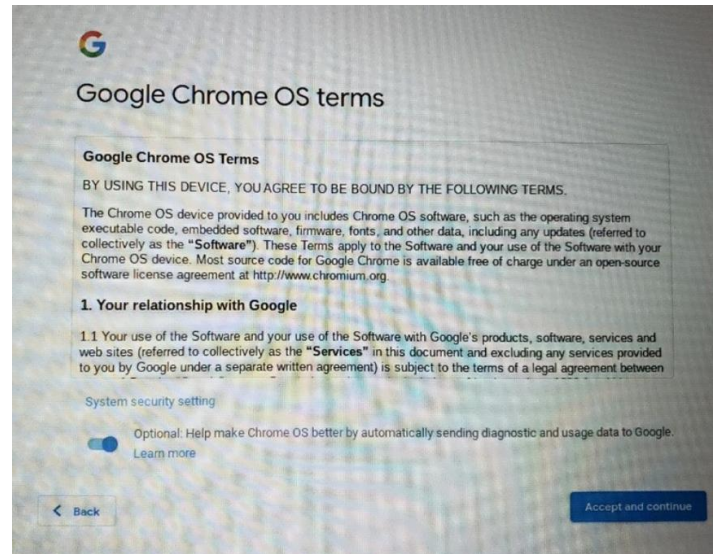 Google Chrome OS terms
Google Chrome OS Terms
BY USING THIS DEVICE, YOU AGREE TO BE BOUND BY THE FOLLOWING TERMS.
The Chrome OS device provided to you includes Chrome OS software, such as the operating system
executable code, embedded software, firmware, fonts, and other data, including any updates (referred to
collectively as the "Software"). These Terms apply to the Software and your use of the Software with your
Chrome OS device. Most source code for Google Chrome is available free of charge under an open-source
software license agreement at http://www.chromium.org.
1. Your relationship with Google
1.1 Your use of the Software and your use of the Software with Google's products, software, services and
web sites (referred to collectively as the "Services" in this document and excluding any services provided
to you by Google under a separate written agreement) is subject to the terms of a legal agreement between
System security setting
Optional: Help make Chrome OS better by automatically sending diagnostic and usage data to Google.
Learn more
Back
Accept and continue